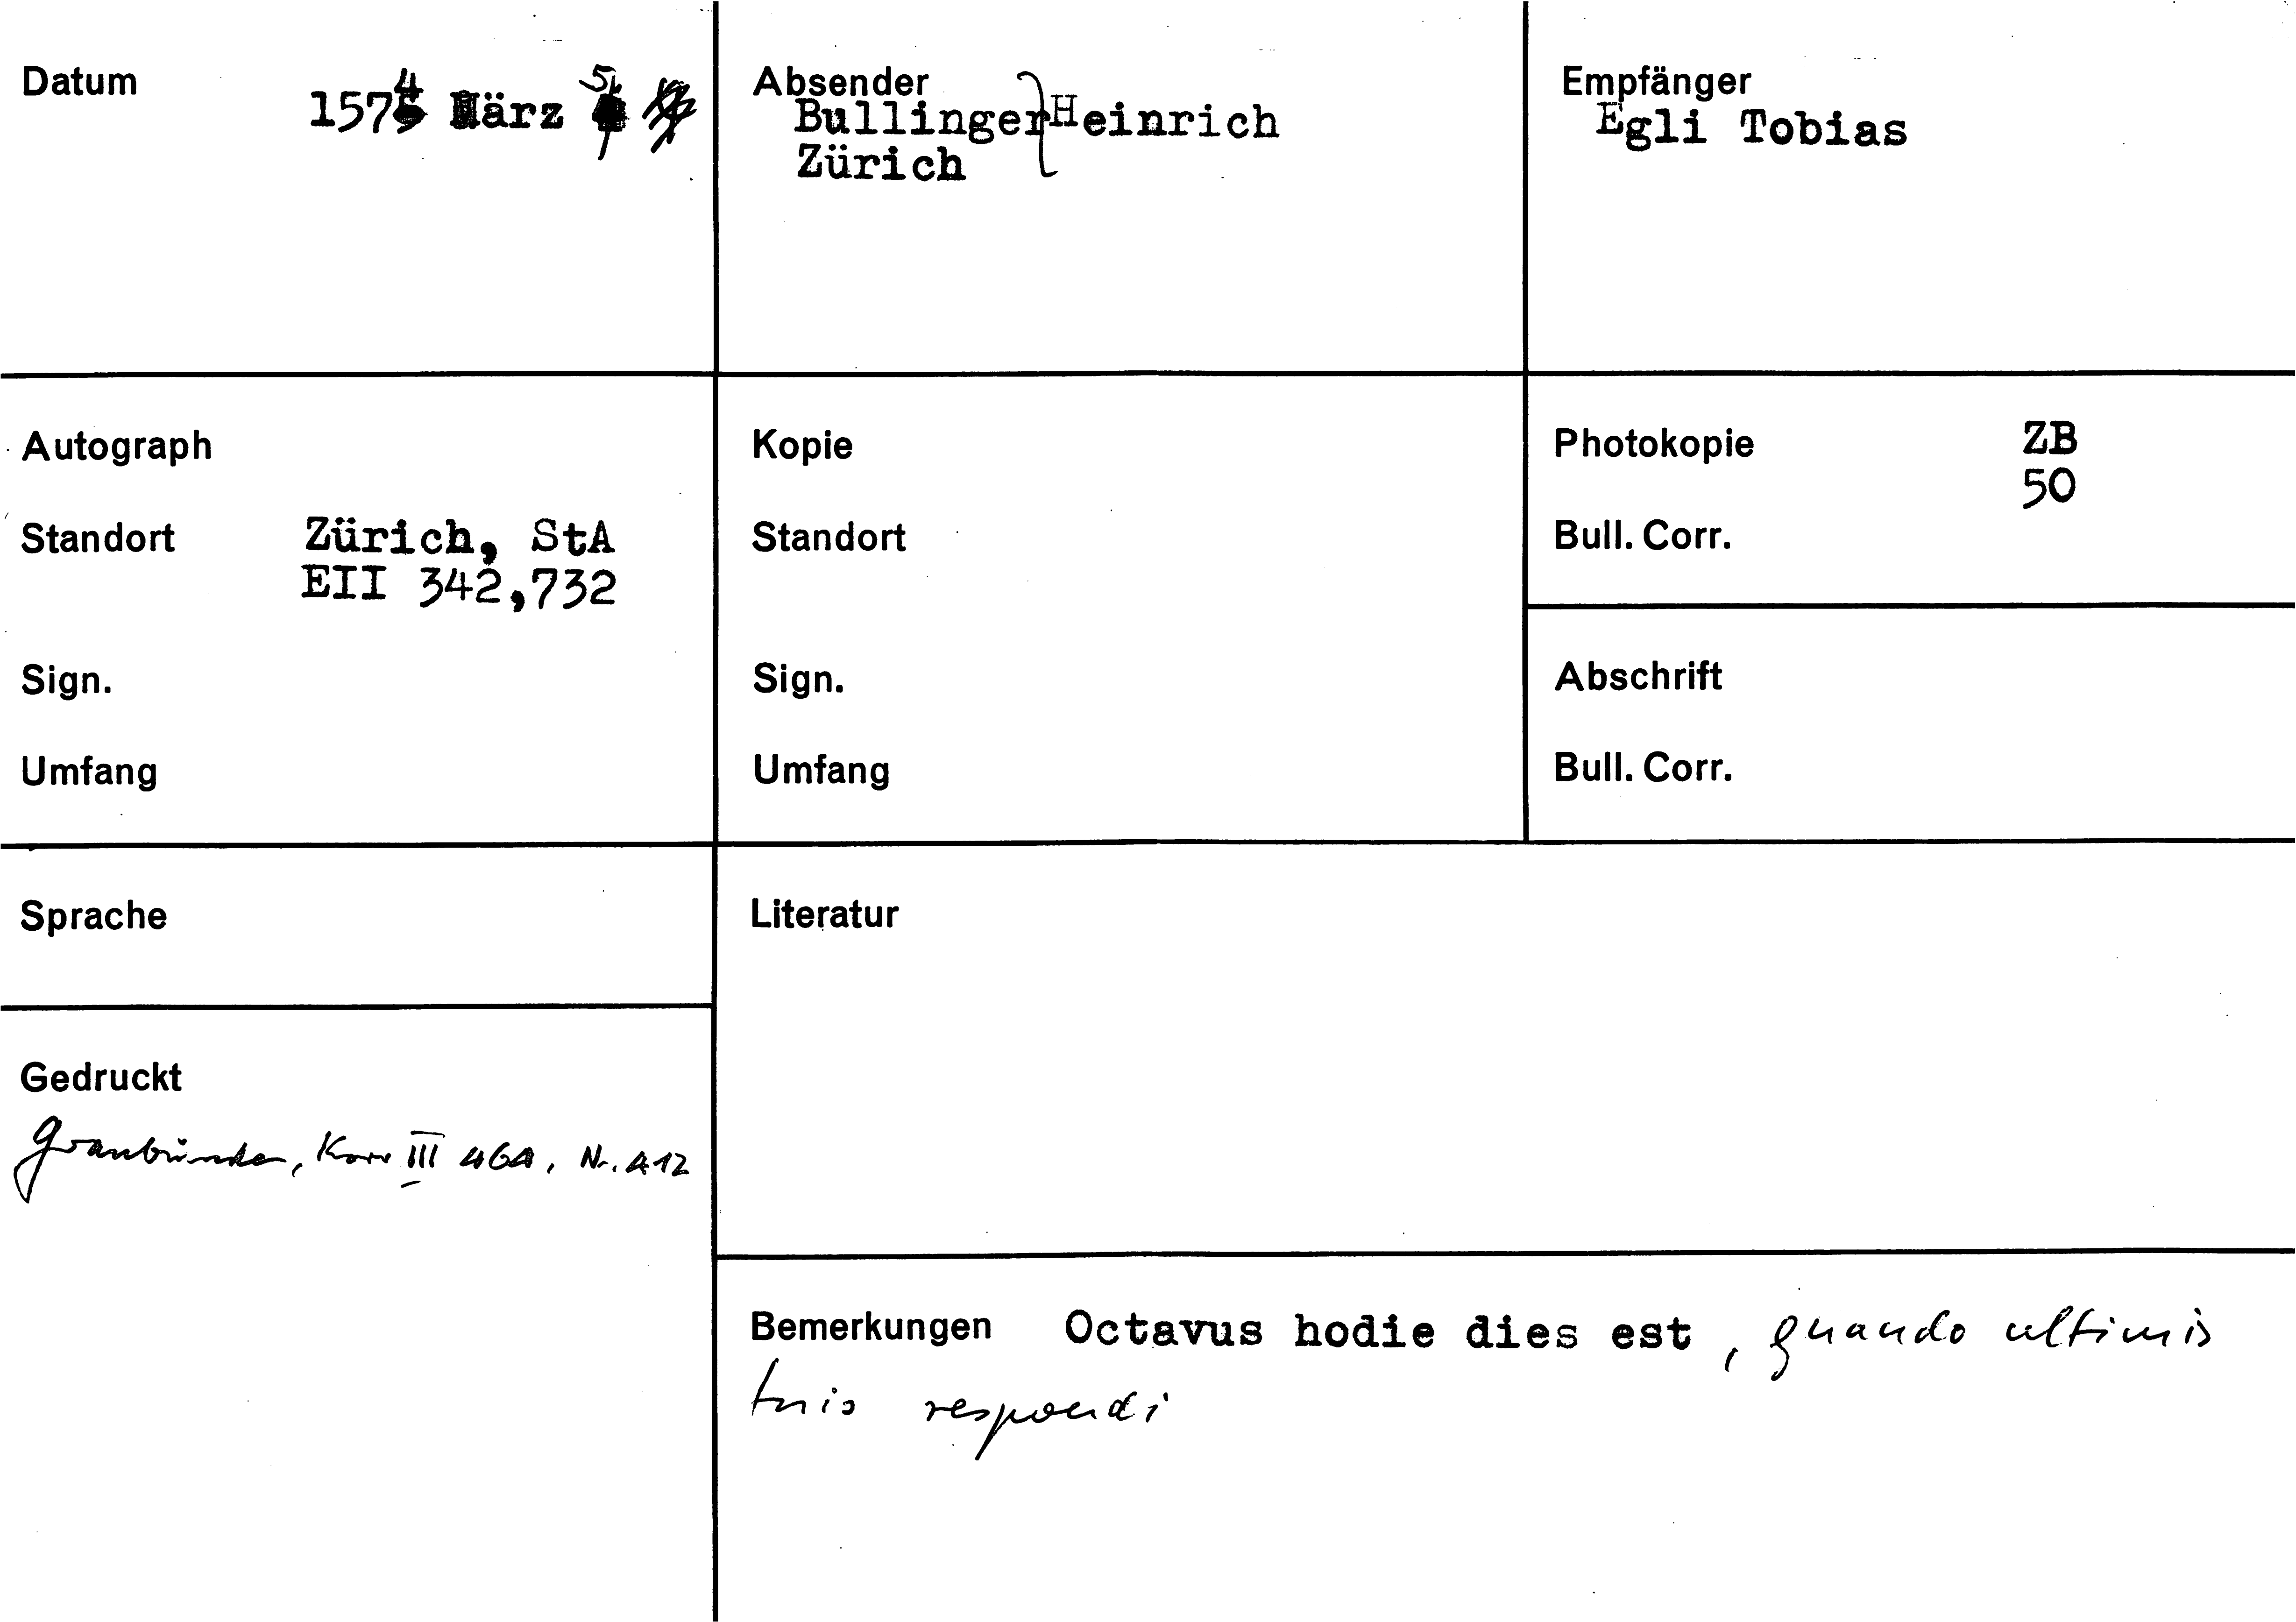 Datum
1574 März 5.
Absender
Bullinger Heinrich
Zürich
Empfänger
Egli Tobias
Autograph
Standort Zürich, StA
EII 342,732
Sign.
Umfang
Kopie
Standort
Sign.
Umfang
Photokopie ZB
50
Bull. Corr.
Abschrift
Bull. Corr.
Sprache
Gedruckt
Graubünden, Korr III 464, Nr. 412
Literatur
Bemerkungen Octavus hodie dies est, quando ultimis
tuis respondi